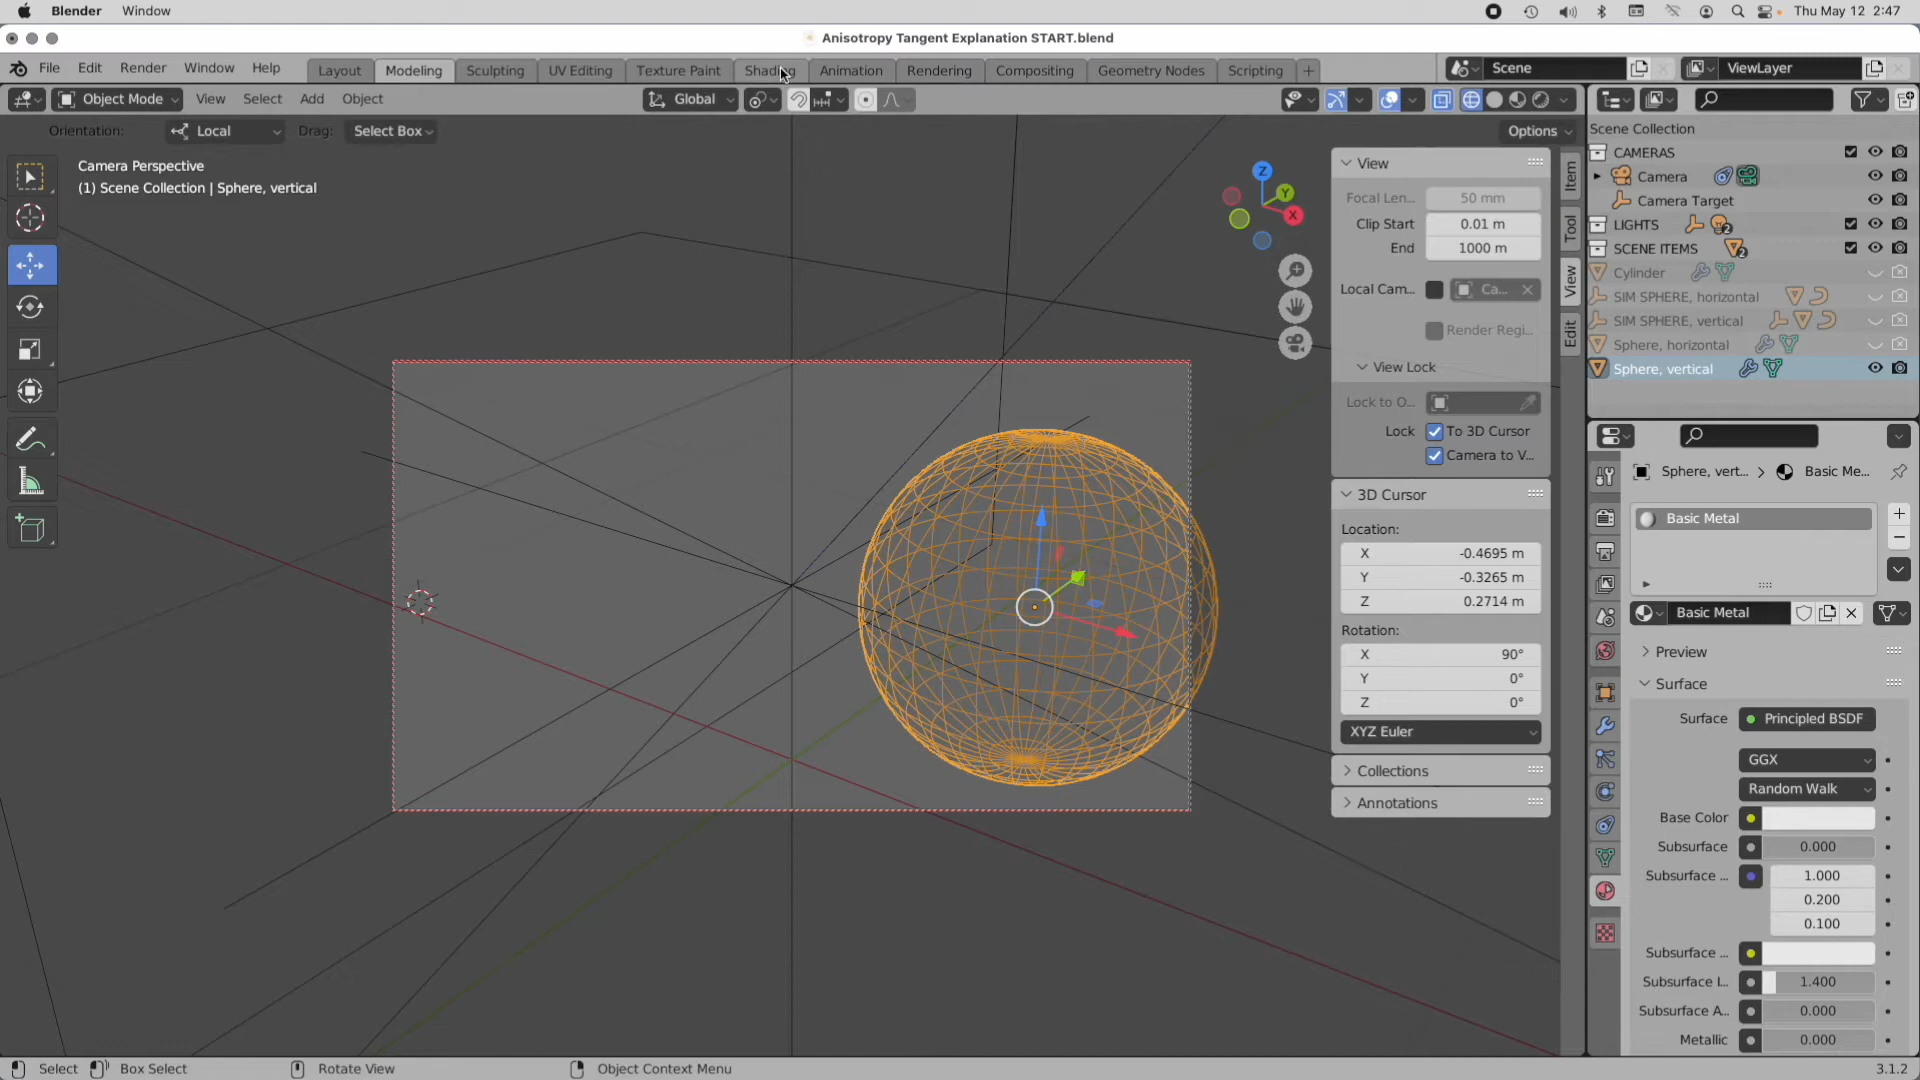 Blender Window
Thu May 12 2:47
Anisotropy Tangent Explanation START.blend
File Edit Render Window Help
Layout Modeling Sculpting UV Editing Texture Paint Shading Animation Rendering Compositing Geometry Nodes Scripting +
Scene
ViewLayer
Object Mode View Select Add Object
Global
Orientation: Local Drag: Select Box
Options
Camera Perspective
(1) Scene Collection | Sphere, vertical
Z
Y
X
View
Focal Len... 50 mm
Clip Start 0.01 m
End 1000 m
Local Cam... Ca...
Render Regi...
View Lock
Lock to O...
Lock To 3D Cursor
Camera to V...
3D Cursor
Location:
X -0.4695 m
Y -0.3265 m
Z 0.2714 m
Rotation:
X 90°
Y 0°
Z 0°
XYZ Euler
Collections
Annotations
Item
Tool
View
Edit
Scene Collection
CAMERAS
Camera
Camera Target
LIGHTS 2
SCENE ITEMS 2
Cylinder
SIM SPHERE, horizontal
SIM SPHERE, vertical
Sphere, horizontal
Sphere, vertical
Sphere, vert... > Basic Me...
Basic Metal
Basic Metal
Preview
Surface
Surface Principled BSDF
GGX
Random Walk
Base Color
Subsurface 0.000
Subsurface ... 1.000
0.200
0.100
Subsurface ...
Subsurface I... 1.400
Subsurface A... 0.000
Metallic 0.000
Select Box Select Rotate View Object Context Menu
3.1.2